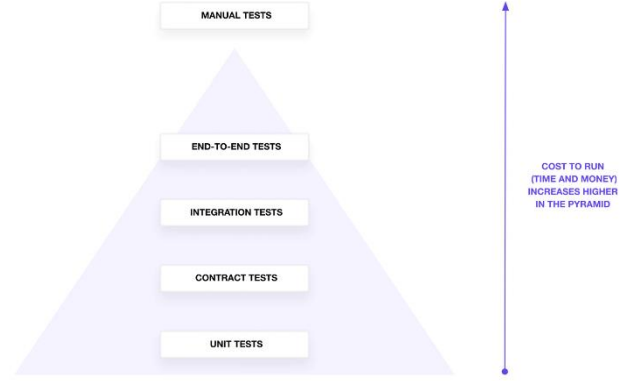 MANUAL TESTS
END-TO-END TESTS
INTEGRATION TESTS
CONTRACT TESTS
UNIT TESTS
COST TO RUN
(TIME AND MONEY)
INCREASES HIGHER
IN THE PYRAMID